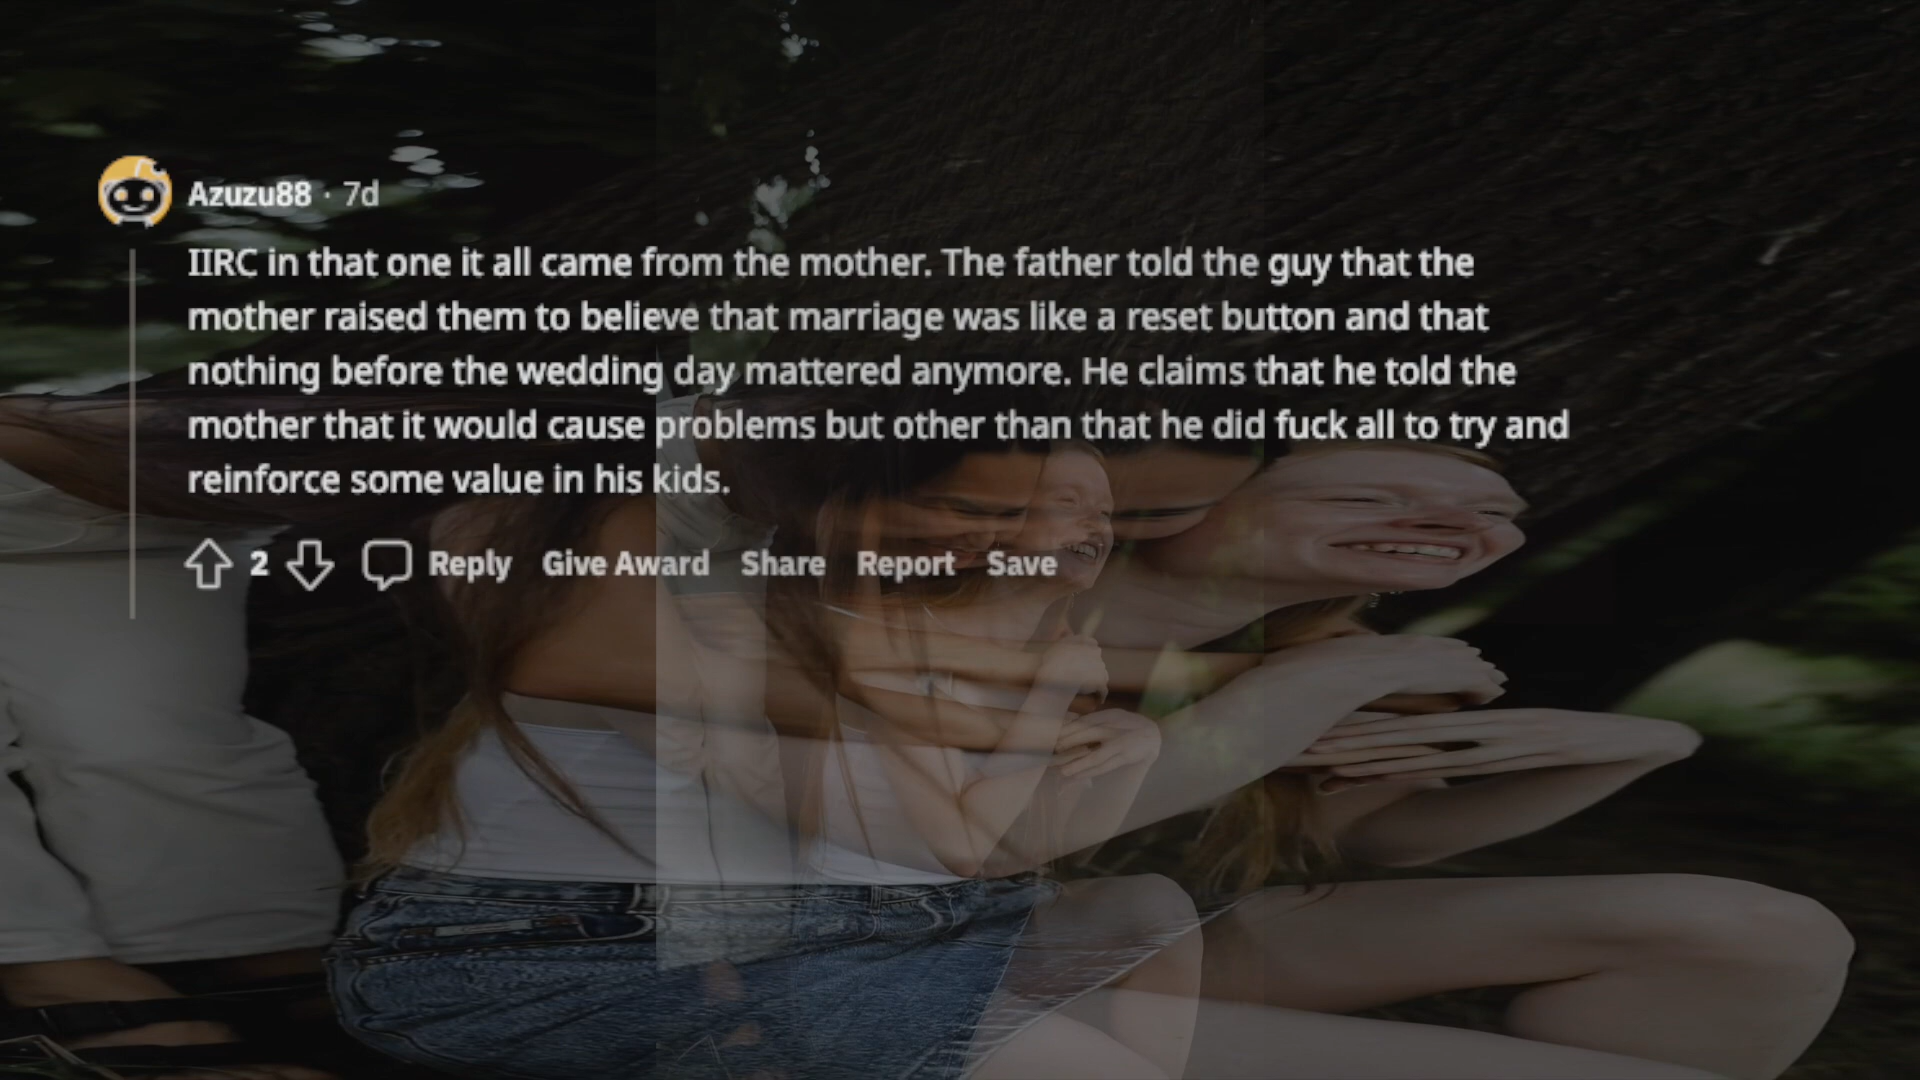 Azuzu88 · 7d
IIRC in that one it all came from the mother. The father told the guy that the
mother raised them to believe that marriage was like a reset button and that
nothing before the wedding day mattered anymore. He claims that he told the
mother that it would cause problems but other than that he did fuck all to try and
reinforce some value in his kids.
2 Reply Give Award Share Report Save